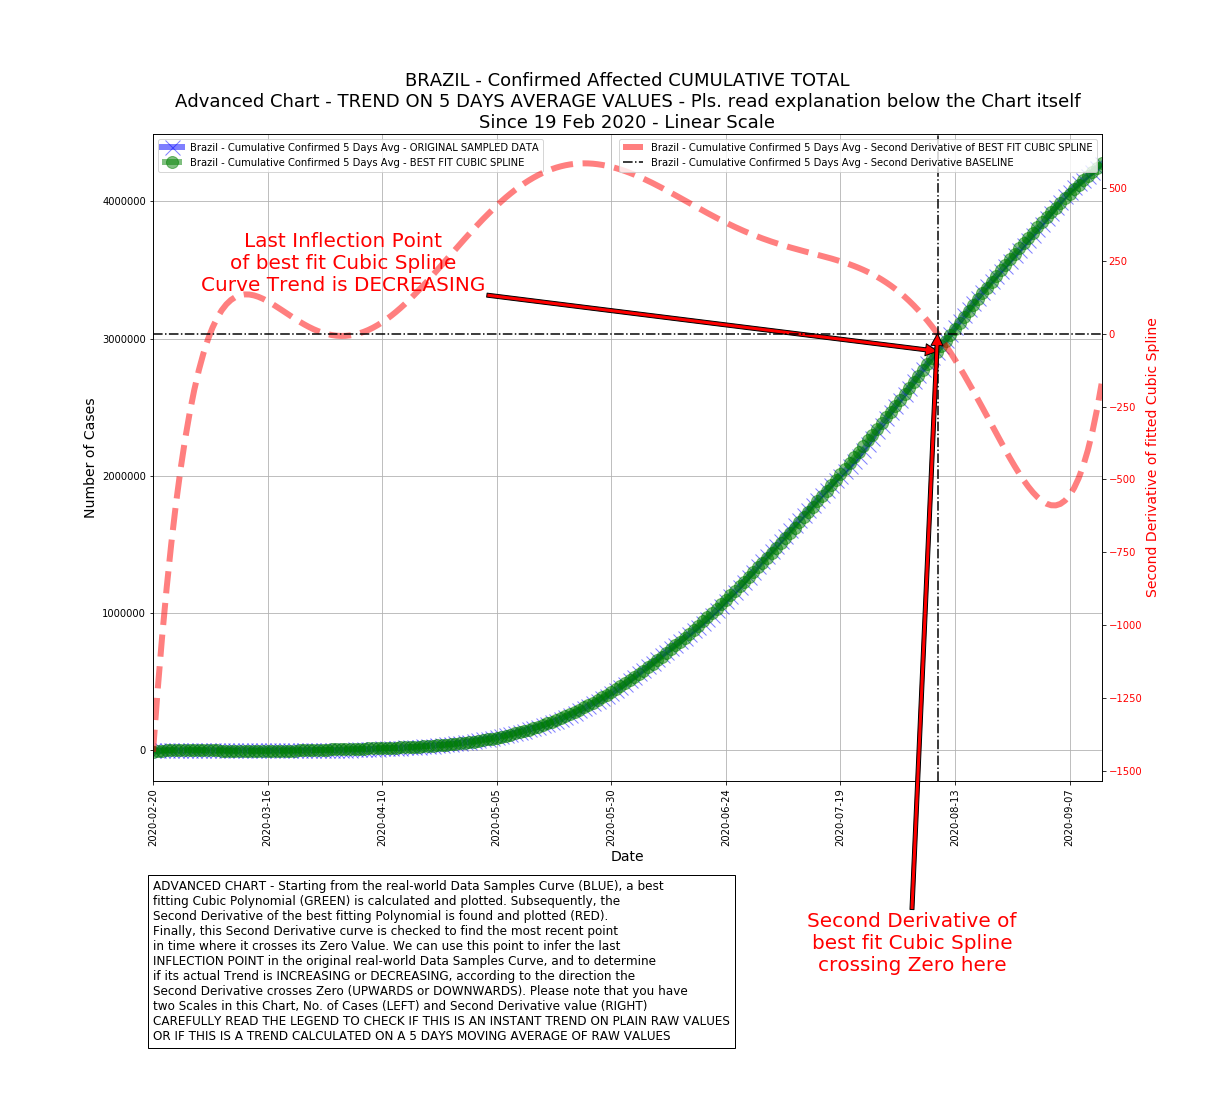 BRAZIL - Confirmed Affected CUMULATIVE TOTAL
Advanced Chart - TREND ON 5 DAYS AVERAGE VALUES - Pls. read explanation below the Chart itself
Since 19 Feb 2020 - Linear Scale
Brazil - Cumulative Confirmed 5 Days Avg - ORIGINAL SAMPLED DATA
Brazil - Cumulative Confirmed 5 Days Avg - BEST FIT CUBIC SPLINE
Brazil - Cumulative Confirmed 5 Days Avg - Second Derivative of BEST FIT CUBIC SPLINE
Brazil - Cumulative Confirmed 5 Days Avg - Second Derivative BASELINE
Last Inflection Point
of best fit Cubic Spline
Curve Trend is DECREASING
Number of Cases
4000000
3000000
2000000
1000000
0
500
250
0
−250
−500
−750
−1000
−1250
−1500
Second Derivative of fitted Cubic Spline
2020-02-20
2020-03-16
2020-04-10
2020-05-05
2020-05-30
2020-06-24
2020-07-19
2020-08-13
2020-09-07
Date
ADVANCED CHART - Starting from the real-world Data Samples Curve (BLUE), a best
fitting Cubic Polynomial (GREEN) is calculated and plotted. Subsequently, the
Second Derivative of the best fitting Polynomial is found and plotted (RED).
Finally, this Second Derivative curve is checked to find the most recent point
in time where it crosses its Zero Value. We can use this point to infer the last
INFLECTION POINT in the original real-world Data Samples Curve, and to determine
if its actual Trend is INCREASING or DECREASING, according to the direction the
Second Derivative crosses Zero (UPWARDS or DOWNWARDS). Please note that you have
two Scales in this Chart, No. of Cases (LEFT) and Second Derivative value (RIGHT)
CAREFULLY READ THE LEGEND TO CHECK IF THIS IS AN INSTANT TREND ON PLAIN RAW VALUES
OR IF THIS IS A TREND CALCULATED ON A 5 DAYS MOVING AVERAGE OF RAW VALUES
Second Derivative of
best fit Cubic Spline
crossing Zero here